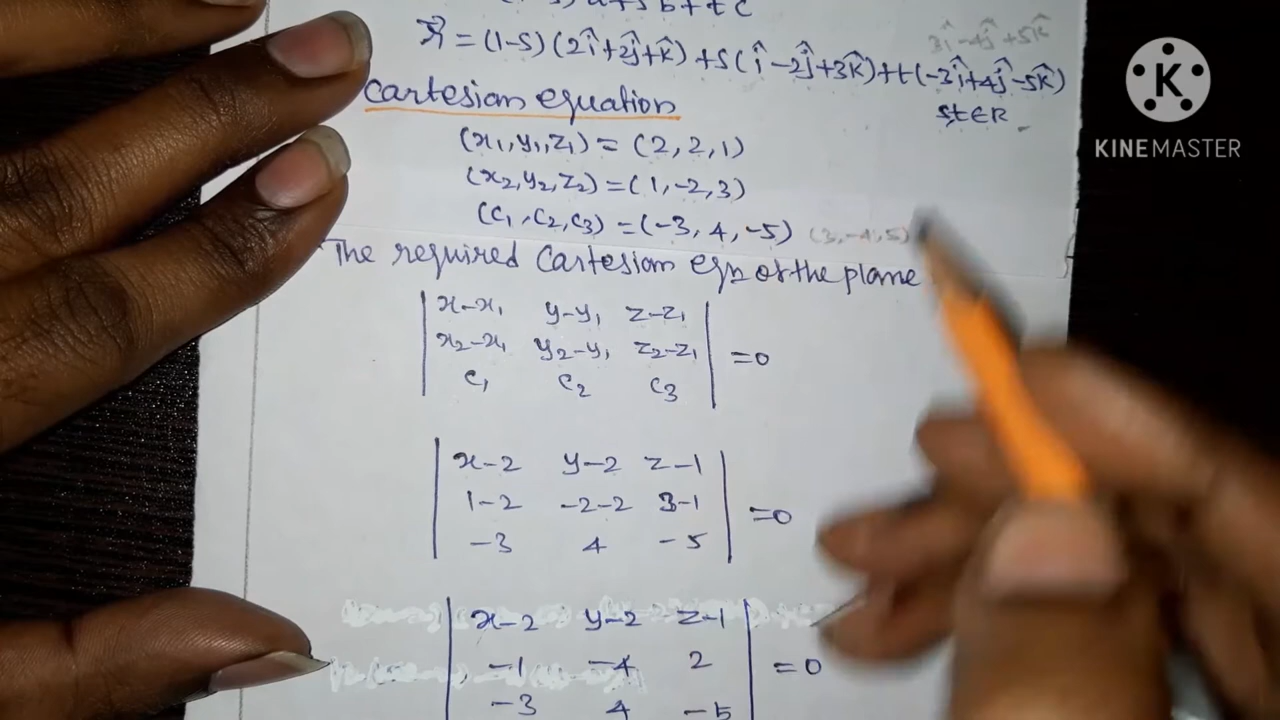 a+sb+tc
r⃗ = (1-s)(2î+2ĵ+k̂)+s(î-2ĵ+3k̂)+t(-3î+4ĵ-5k̂)
3î-4ĵ+5k̂
s,t∈R
Cartesian equation
(x₁,y₁,z₁) = (2, 2, 1)
(x₂,y₂,z₂) = (1, -2, 3)
(c₁, c₂, c₃) = (-3, 4, -5) (3,-4,5)
The required Cartesian eqn of the plane
| x-x₁ y-y₁ z-z₁ |
| x₂-x₁ y₂-y₁ z₂-z₁ | =0
| c₁ c₂ c₃ |
| x-2 y-2 z-1 |
| 1-2 -2-2 3-1 | =0
| -3 4 -5 |
| x-2 y-2 z-1 |
| -1 -4 2 | =0
| -3 4 -5 |
K
KINEMASTER